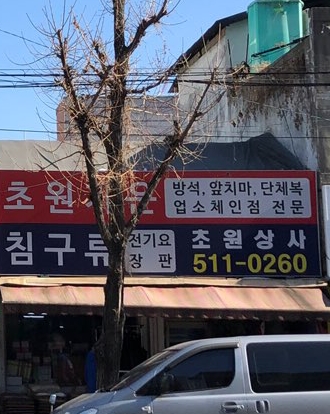 초원
방석, 앞치마, 단체복
업소체인점 전문
침구류
전기요
장판
초원상사
511-0260